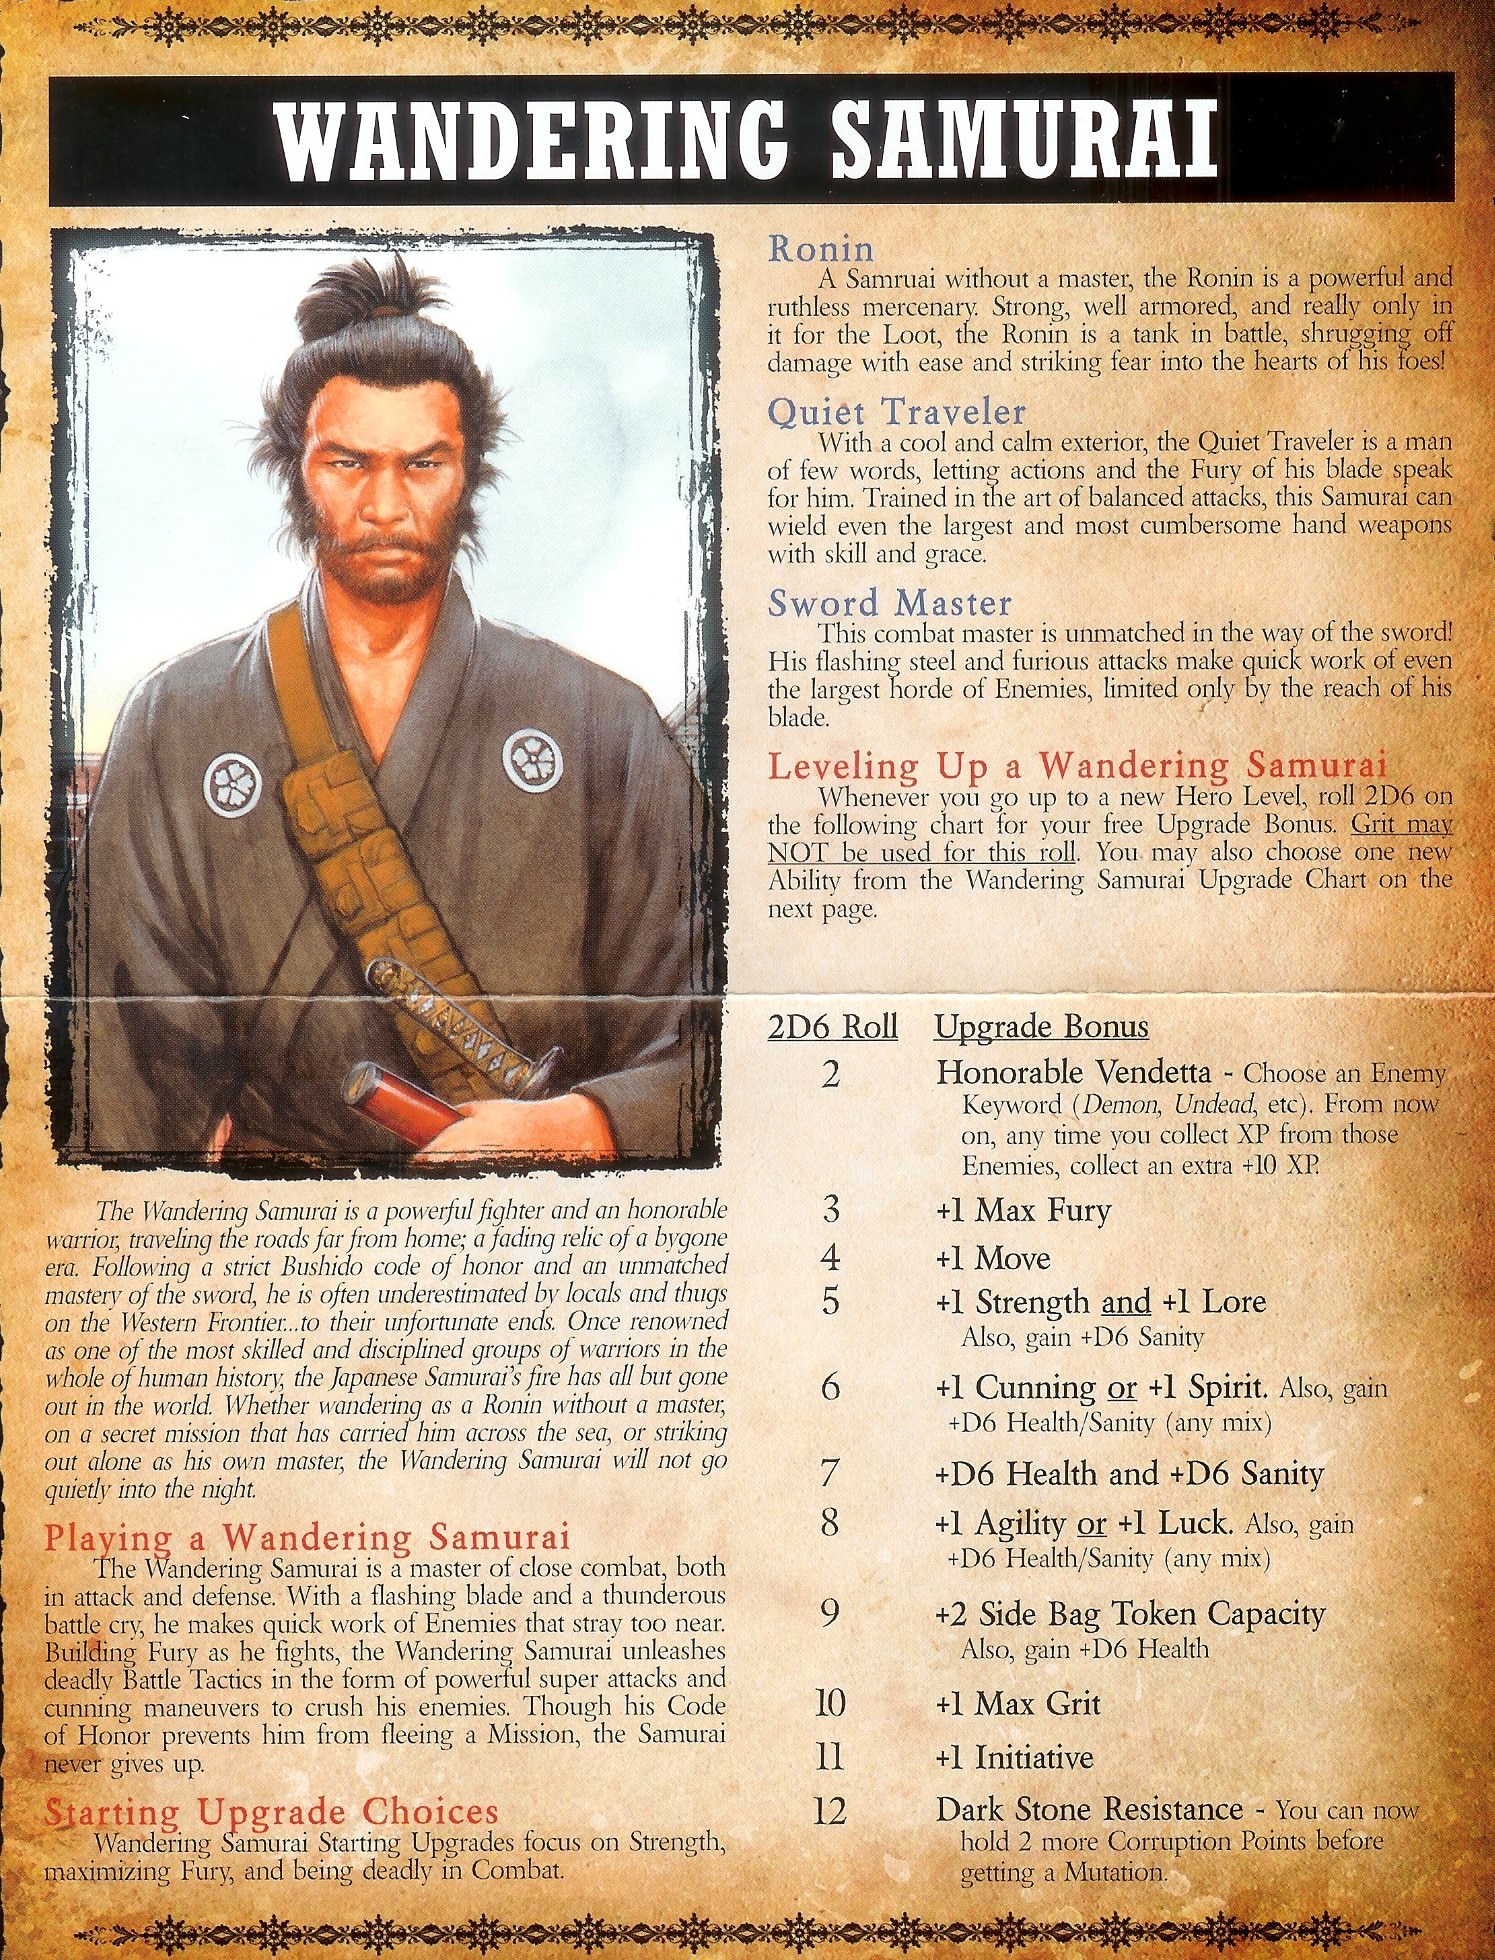 WANDERING SAMURAI
The Wandering Samurai is a powerful fighter and an honorable
warrior, traveling the roads far from home; a fading relic of a bygone
era. Following a strict Bushido code of honor and an unmatched
mastery of the sword, he is often underestimated by locals and thugs
on the Western Frontier...to their unfortunate ends. Once renowned
as one of the most skilled and disciplined groups of warriors in the
whole of human history, the Japanese Samurai's fire has all but gone
out in the world. Whether wandering as a Ronin without a master,
on a secret mission that has carried him across the sea, or striking
out alone as his own master, the Wandering Samurai will not go
quietly into the night.
Playing a Wandering Samurai
The Wandering Samurai is a master of close combat, both
in attack and defense. With a flashing blade and a thunderous
battle cry, he makes quick work of Enemies that stray too near.
Building Fury as he fights, the Wandering Samurai unleashes
deadly Battle Tactics in the form of powerful super attacks and
cunning maneuvers to crush his enemies. Though his Code
of Honor prevents him from fleeing a Mission, the Samurai
never gives up.
Starting Upgrade Choices
Wandering Samurai Starting Upgrades focus on Strength,
maximizing Fury, and being deadly in Combat.
Ronin
A Samruai without a master, the Ronin is a powerful and
ruthless mercenary. Strong, well armored, and really only in
it for the Loot, the Ronin is a tank in battle, shrugging off
damage with ease and striking fear into the hearts of his foes!
Quiet Traveler
With a cool and calm exterior, the Quiet Traveler is a man
of few words, letting actions and the Fury of his blade speak
for him. Trained in the art of balanced attacks, this Samurai can
wield even the largest and most cumbersome hand weapons
with skill and grace.
Sword Master
This combat master is unmatched in the way of the sword!
His flashing steel and furious attacks make quick work of even
the largest horde of Enemies, limited only by the reach of his
blade.
Leveling Up a Wandering Samurai
Whenever you go up to a new Hero Level, roll 2D6 on
the following chart for your free Upgrade Bonus. Grit may
NOT be used for this roll. You may also choose one new
Ability from the Wandering Samurai Upgrade Chart on the
next page.
2D6 Roll Upgrade Bonus
2 Honorable Vendetta - Choose an Enemy
Keyword (Demon, Undead, etc). From now
on, any time you collect XP from those
Enemies, collect an extra +10 XP.
3 +1 Max Fury
4 +1 Move
5 +1 Strength and +1 Lore
Also, gain +D6 Sanity
6 +1 Cunning or +1 Spirit. Also, gain
+D6 Health/Sanity (any mix)
7 +D6 Health and +D6 Sanity
8 +1 Agility or +1 Luck. Also, gain
+D6 Health/Sanity (any mix)
9 +2 Side Bag Token Capacity
Also, gain +D6 Health
10 +1 Max Grit
11 +1 Initiative
12 Dark Stone Resistance - You can now
hold 2 more Corruption Points before
getting a Mutation.